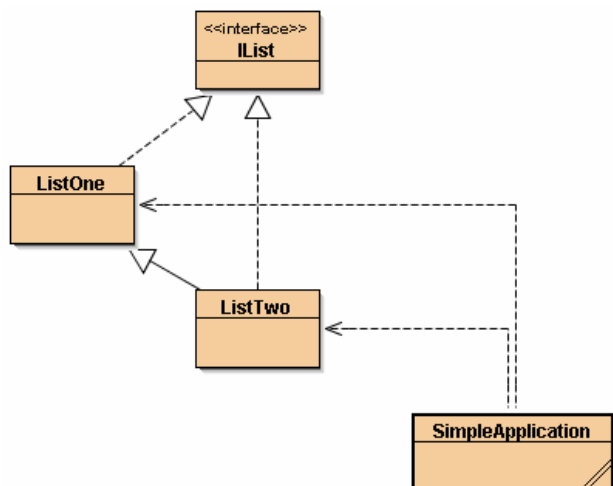 <<interface>>
IList
ListOne
ListTwo
SimpleApplication